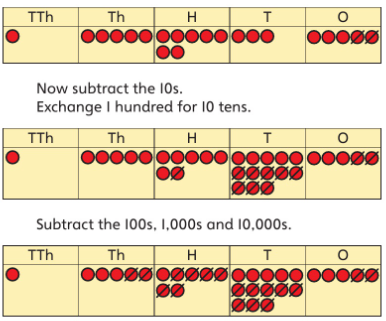 TTh Th H T O
Now subtract the 10s.
Exchange 1 hundred for 10 tens.
TTh Th H T O
Subtract the 100s, 1,000s and 10,000s.
TTh Th H T O